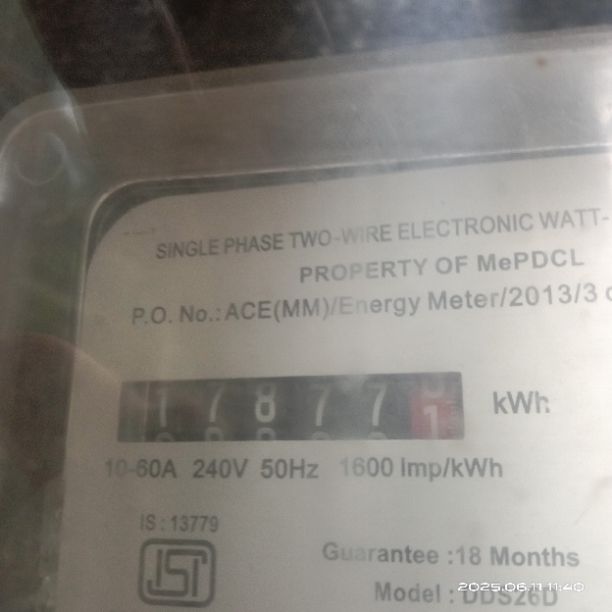 SINGLE PHASE TWO-WIRE ELECTRONIC WATT-
PROPERTY OF MePDCL
P.O. No.:ACE(MM)/Energy Meter/2013/3
1 7 8 7 7 1 kWh
10-60A 240V 50Hz 1600 Imp/kWh
IS : 13779
ISI
Guarantee :18 Months
Model : DDS26D
2025.06.11 11:40